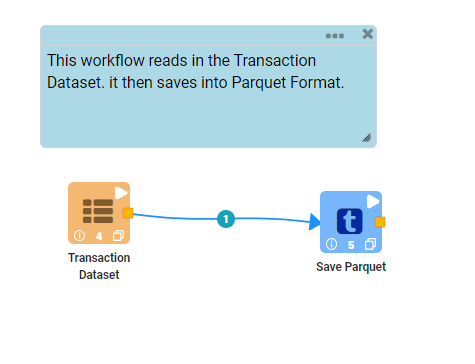 This workflow reads in the Transaction
Dataset. it then saves into Parquet Format.
1
4
t
5
Transaction
Dataset
Save Parquet